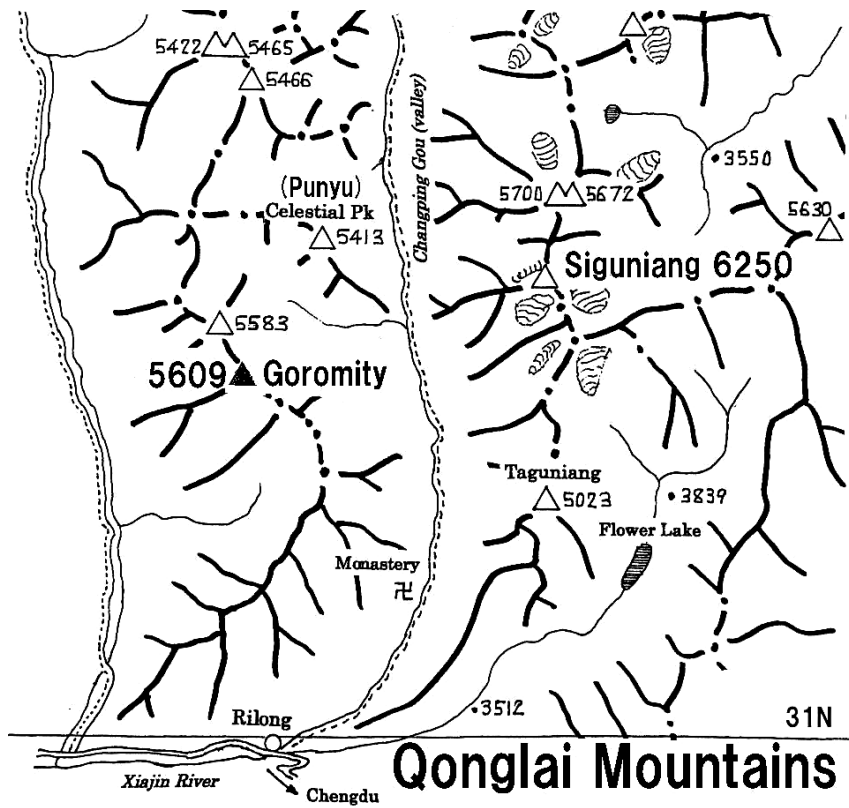 5422 5465
5466
Changping Gou (valley)
3550
(Punyu)
Celestial Pk
5413
5700 5672
5630
Siguniang 6250
5583
5609 Goromity
Taguniang
5023
3839
Flower Lake
Monastery
卍
3512
31N
Rilong
Qonglai Mountains
Xiajin River
Chengdu